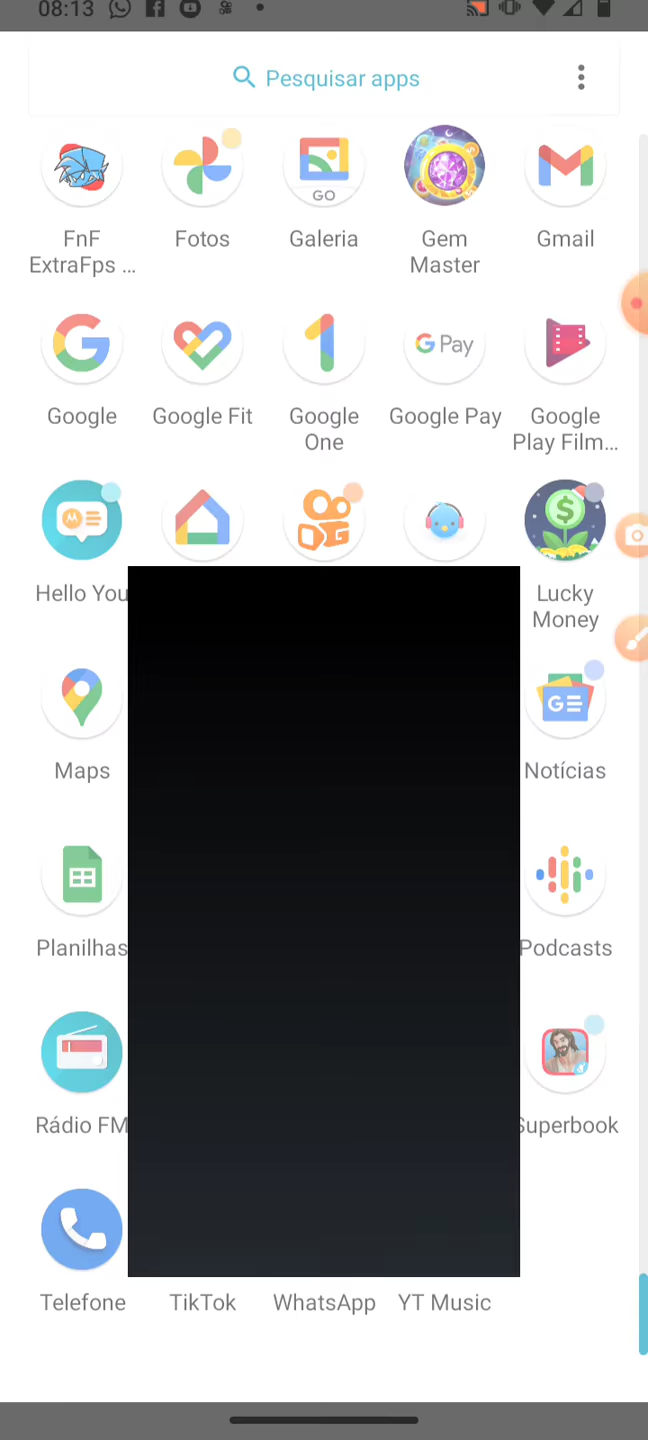 08:13
Pesquisar apps
GO
FnF
ExtraFps ...
Fotos
Galeria
Gem
Master
Gmail
G Pay
Google
Google Fit
Google
One
Google Pay
Google
Play Film...
Hello You
Lucky
Money
Maps
Notícias
Planilhas
Podcasts
Rádio FM
Superbook
Telefone
TikTok
WhatsApp
YT Music